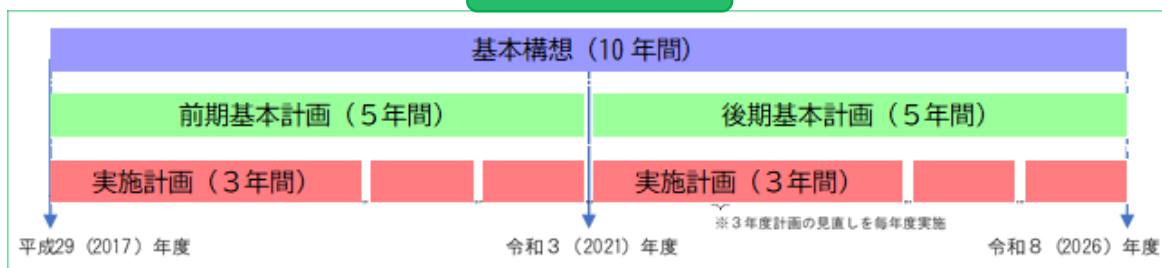 基本構想（10 年間）
前期基本計画（５年間）
後期基本計画（５年間）
実施計画（３年間）
実施計画（３年間）
※３年度計画の見直しを毎年度実施
平成29（2017）年度
令和３（2021）年度
令和８（2026）年度